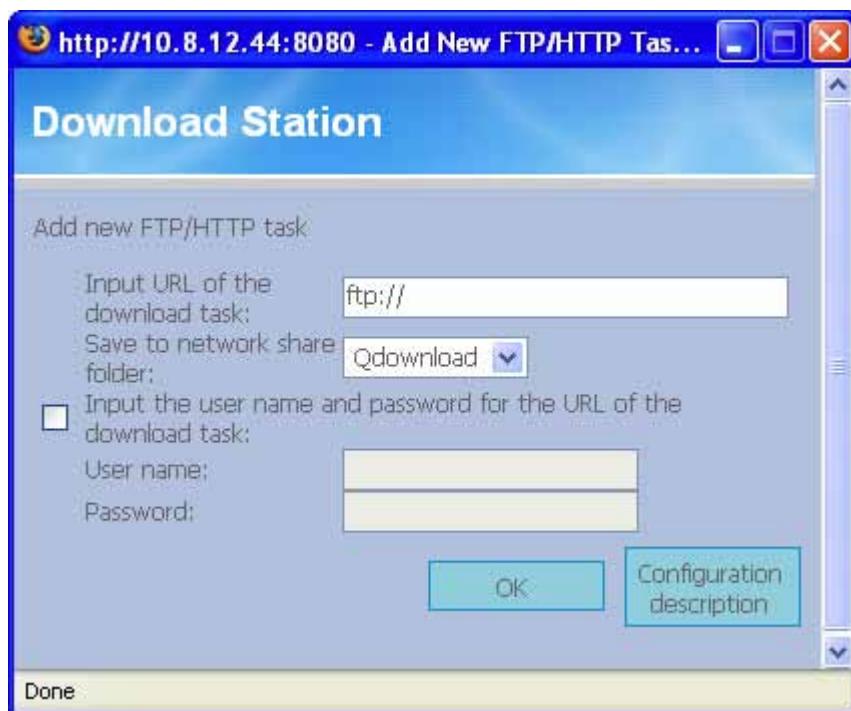 http://10.8.12.44:8080 - Add New FTP/HTTP Tas...
Download Station
Add new FTP/HTTP task
Input URL of the
download task:
ftp://
Save to network share
folder:
Qdownload
Input the user name and password for the URL of the
download task:
User name:
Password:
OK
Configuration
description
Done